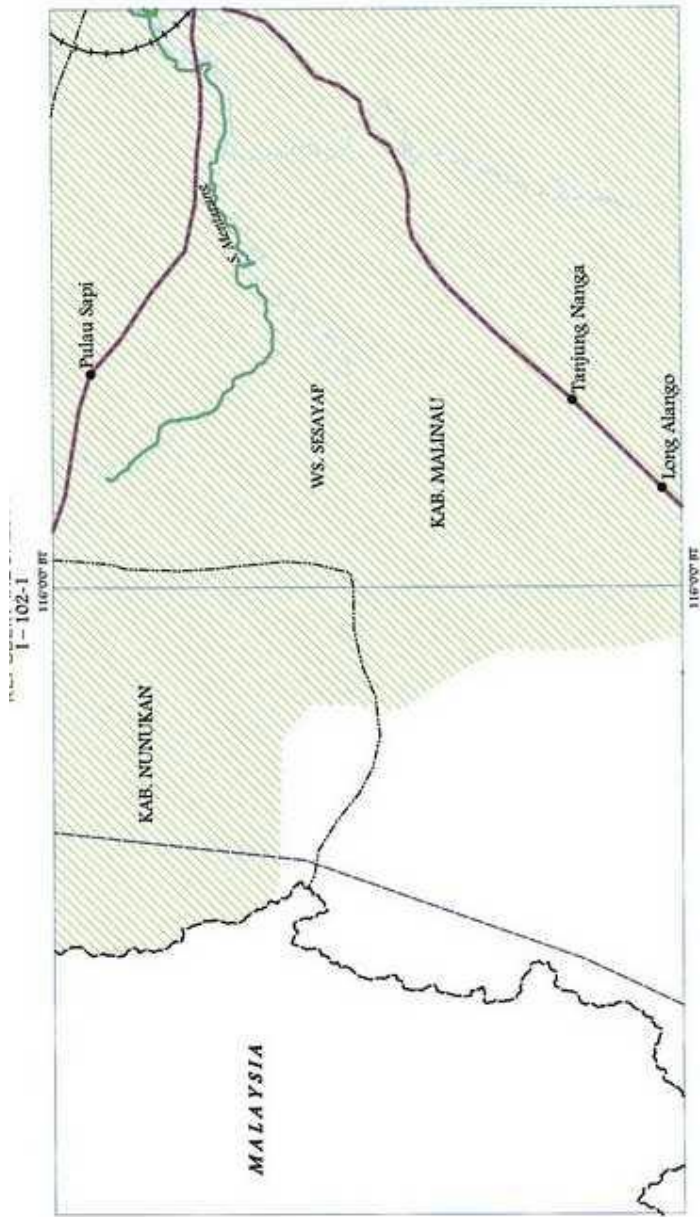 1 - 102-1
116°00' BT
Pulau Sapi
S. Mentarang
WS. SESAYAP
KAB. MALINAU
Tanjung Nanga
Long Alango
116°00' BT
KAB. NUNUKAN
MALAYSIA